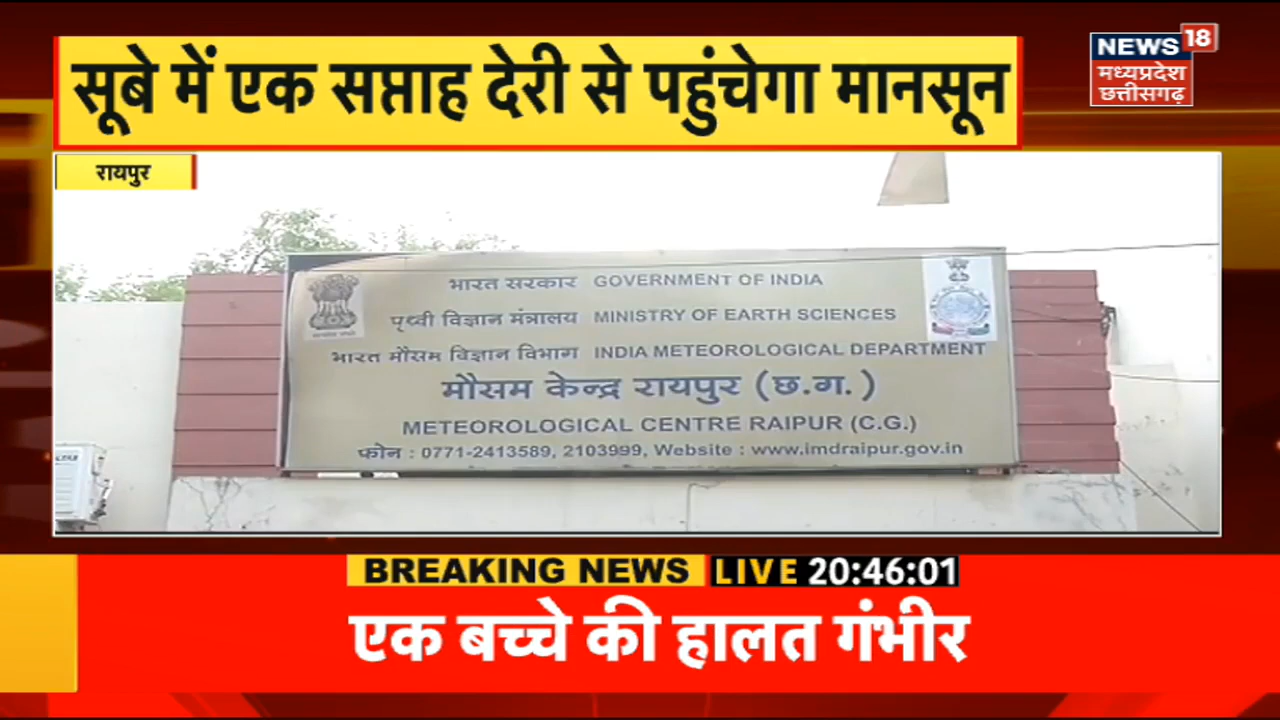 सूबे में एक सप्ताह देरी से पहुंचेगा मानसून
NEWS 18
मध्यप्रदेश
छत्तीसगढ़
रायपुर
भारत सरकार GOVERNMENT OF INDIA
पृथ्वी विज्ञान मंत्रालय MINISTRY OF EARTH SCIENCES
भारत मौसम विज्ञान विभाग INDIA METEOROLOGICAL DEPARTMENT
मौसम केन्द्र रायपुर (छ.ग.)
METEOROLOGICAL CENTRE RAIPUR (C.G.)
फोन : 0771-2413589, 2103999, Website : www.imdraipur.gov.in
BREAKING NEWS LIVE 20:46:01
एक बच्चे की हालत गंभीर